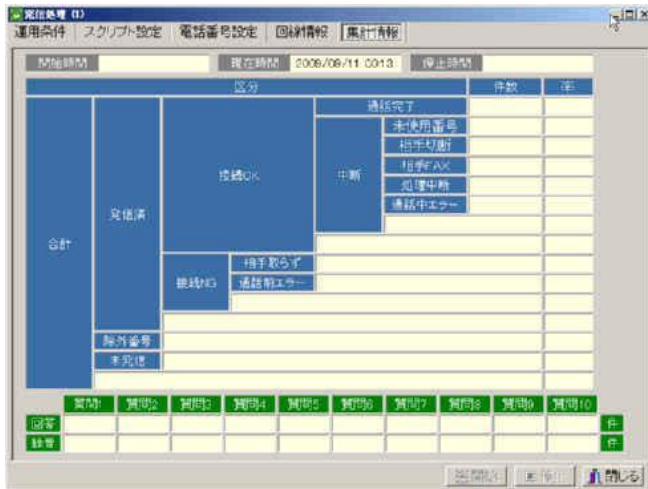 発信処理 (1)
運用条件 スクリプト設定 電話番号設定 回線情報 集計情報
開始時間 現在時間 2009/09/11 0013 停止時間
区分 件数 率
通話完了
未使用番号
相手切断
接続OK 中断 相手FAX
処理中断
発信済 通話中エラー
合計
相手取らず
接続NG 通話前エラー
除外番号
未発信
質問1 質問2 質問3 質問4 質問5 質問6 質問7 質問8 質問9 質問10
回答 件
録音 件
開始 停止 閉じる